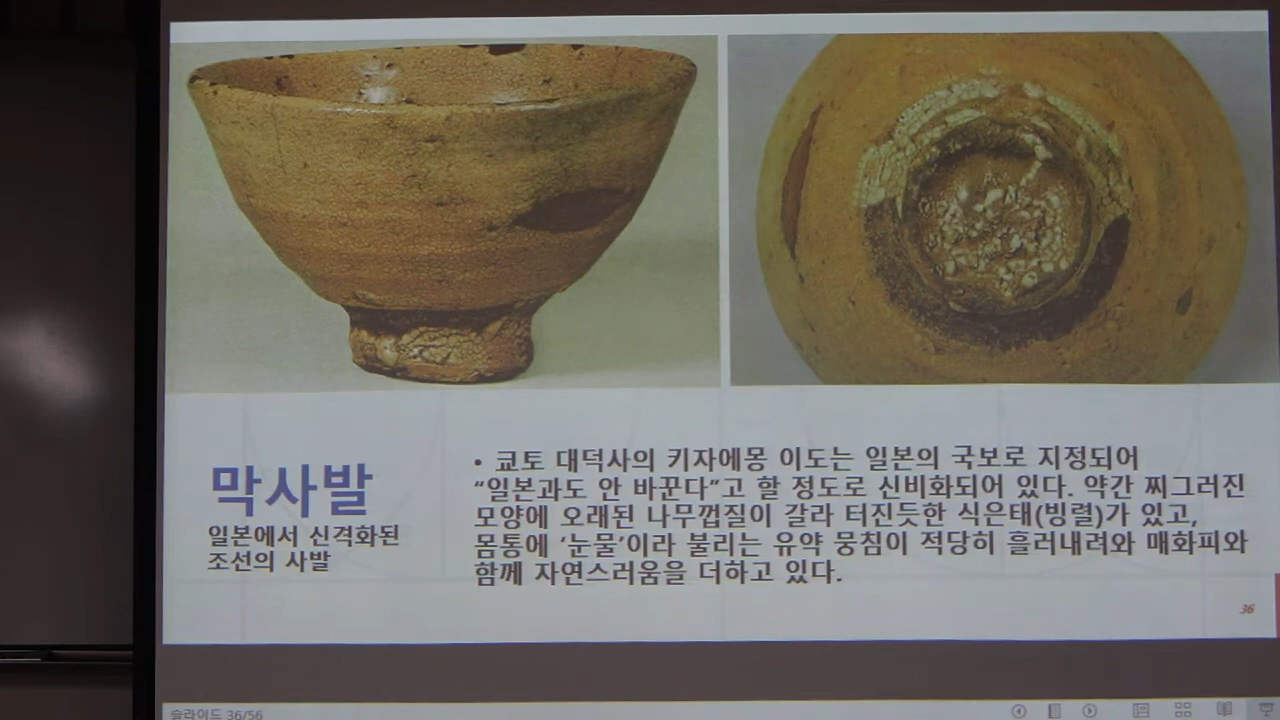 막사발
일본에서 신격화된
조선의 사발
• 쿄토 대덕사의 키자에몽 이도는 일본의 국보로 지정되어
“일본과도 안 바꾼다”고 할 정도로 신비화되어 있다. 약간 찌그러진
모양에 오래된 나무껍질이 갈라 터진듯한 식은태(빙렬)가 있고,
몸통에 ‘눈물’이라 불리는 유약 뭉침이 적당히 흘러내려와 매화피와
함께 자연스러움을 더하고 있다.
36
슬라이드 36/56